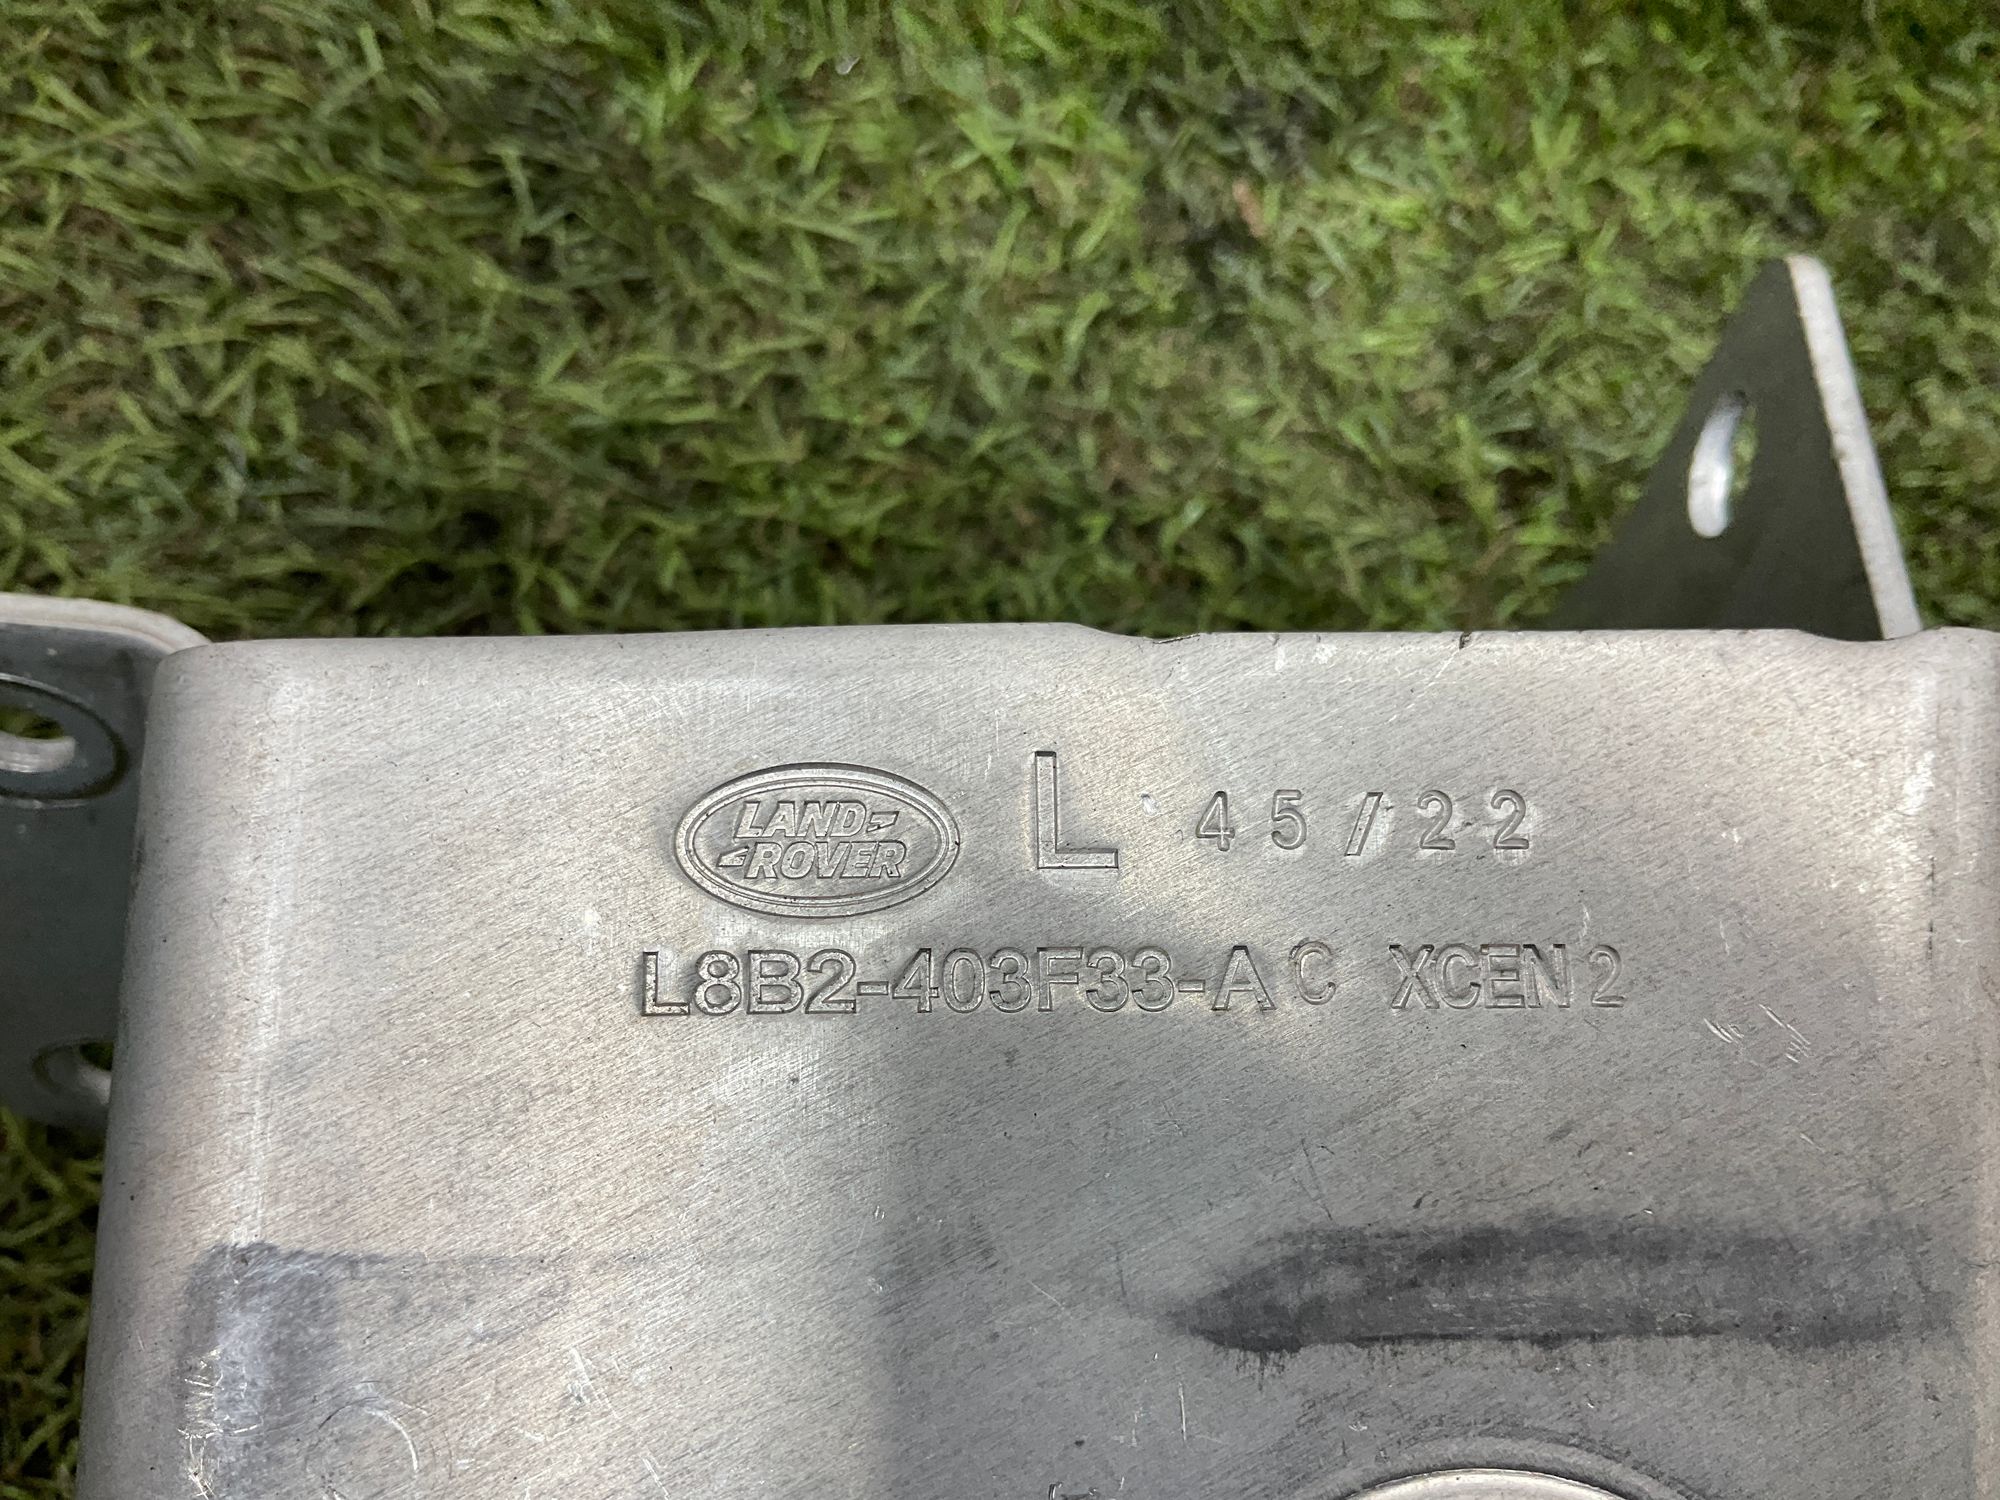 LAND-
-ROVER
L 45/22
L8B2-403F33-AC XCEN2